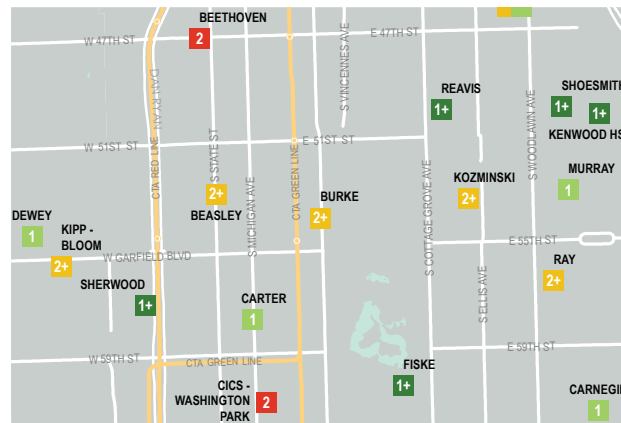 BEETHOVEN
2
W 47TH ST
E 47TH ST
S VINCENNES AVE
DAN RYAN
CTA RED LINE
REAVIS
1+
SHOESMITH
1+
1+
KENWOOD HS
S WOODLAWN AVE
W 51ST ST
E 51ST ST
S STATE ST
S MICHIGAN AVE
CTA GREEN LINE
S COTTAGE GROVE AVE
KOZMINSKI
2+
MURRAY
1
2+
BEASLEY
BURKE
2+
DEWEY
1
KIPP -
BLOOM
2+
W GARFIELD BLVD
E 55TH ST
SHERWOOD
1+
RAY
2+
S ELLIS AVE
CARTER
1
W 59TH ST
CTA GREEN LINE
E 59TH ST
FISKE
1+
CICS -
WASHINGTON
PARK
2
CARNEGI
1